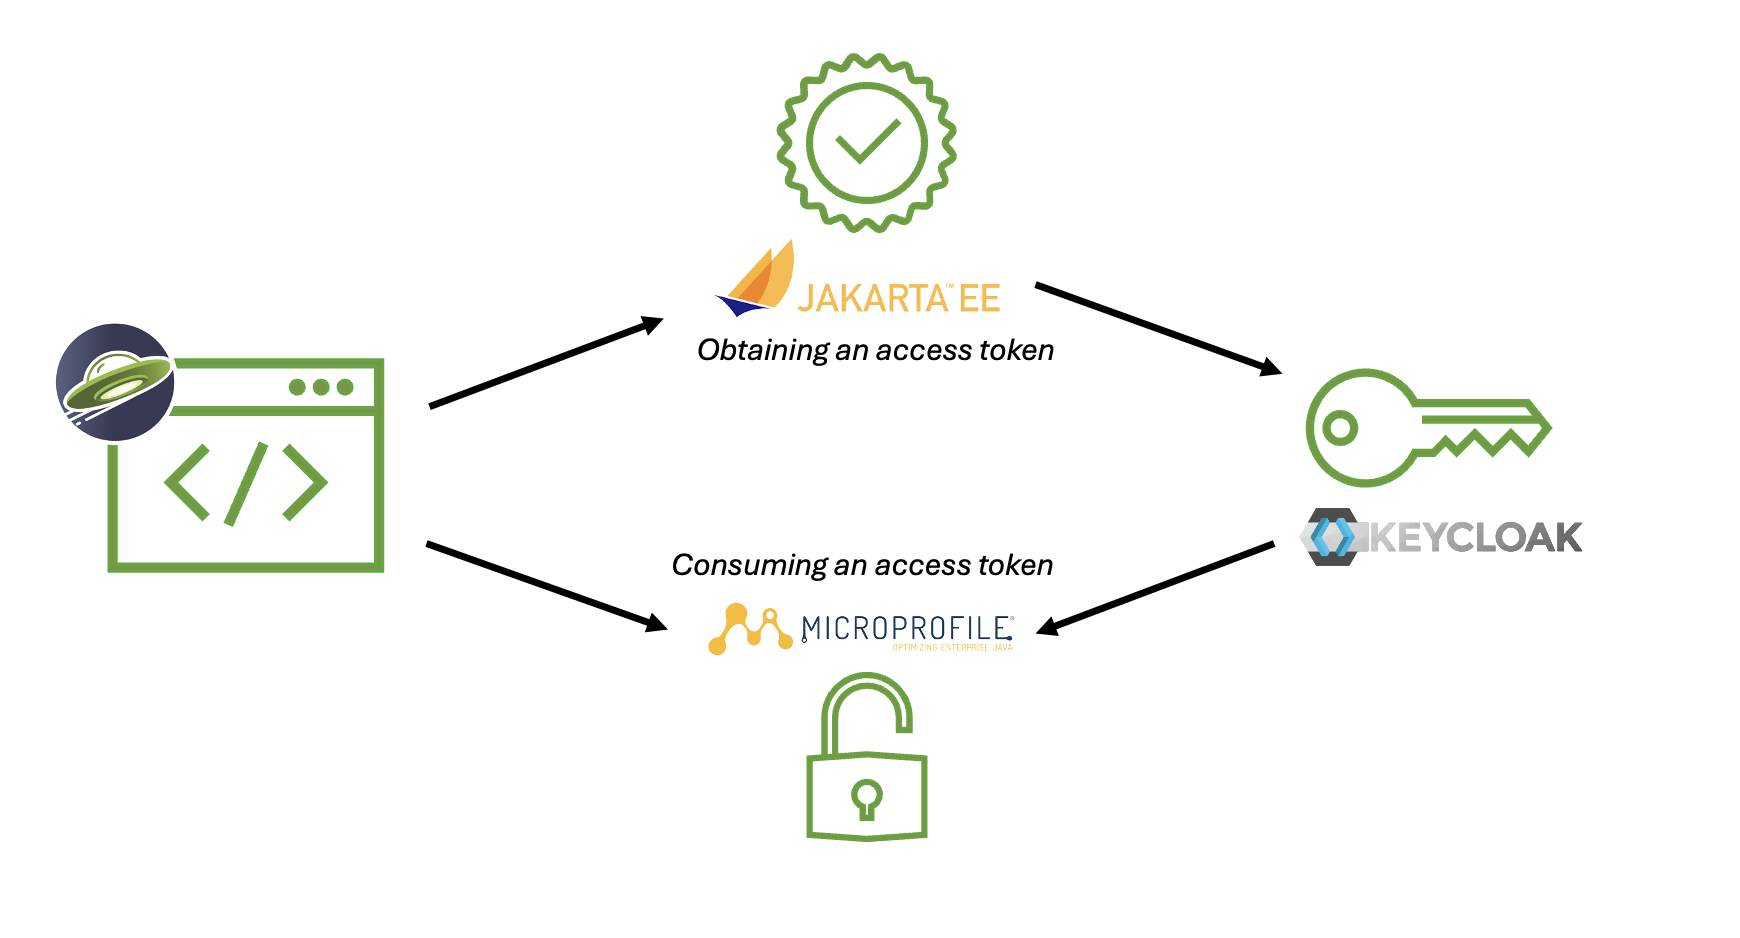 JAKARTA™ EE
Obtaining an access token
</>
KEYCLOAK
Consuming an access token
MICROPROFILE®
OPTIMIZING ENTERPRISE JAVA